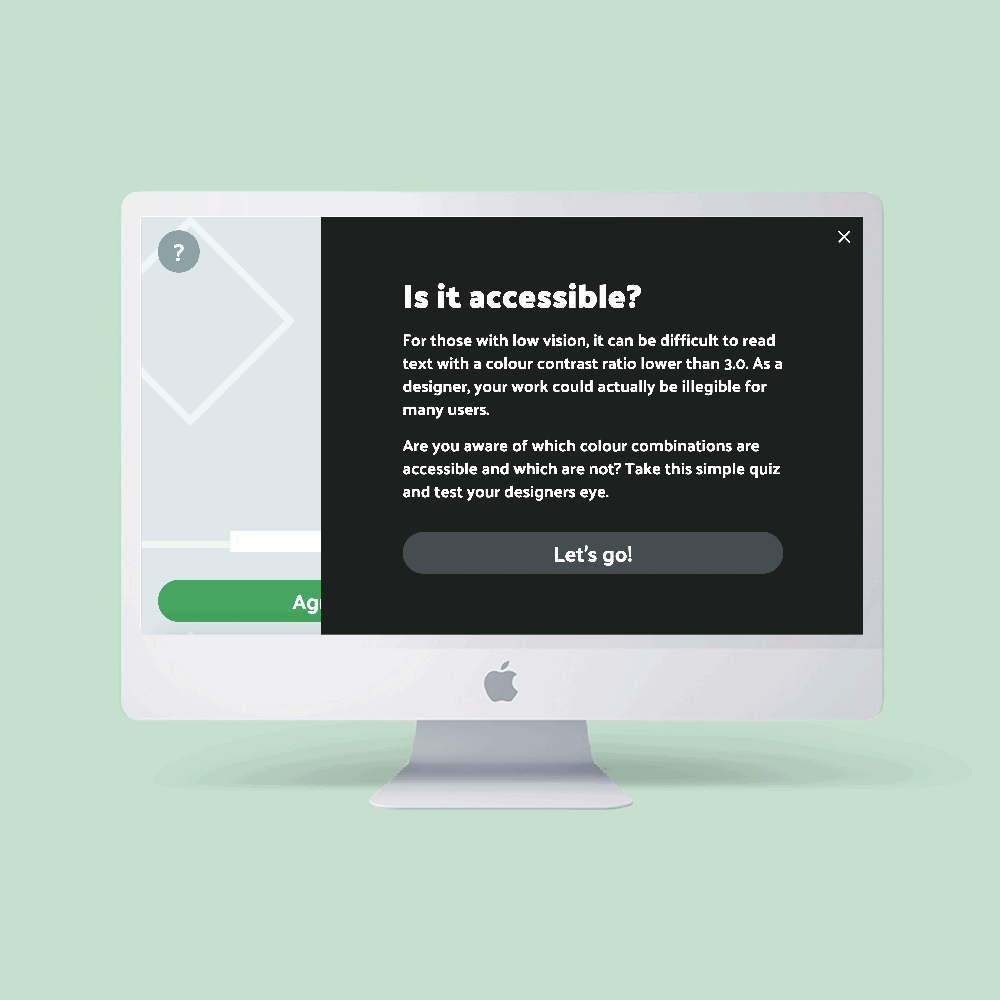 ?
Is it accessible?
For those with low vision, it can be difficult to read
text with a colour contrast ratio lower than 3.0. As a
designer, your work could actually be illegible for
many users.
Are you aware of which colour combinations are
accessible and which are not? Take this simple quiz
and test your designers eye.
Let's go!